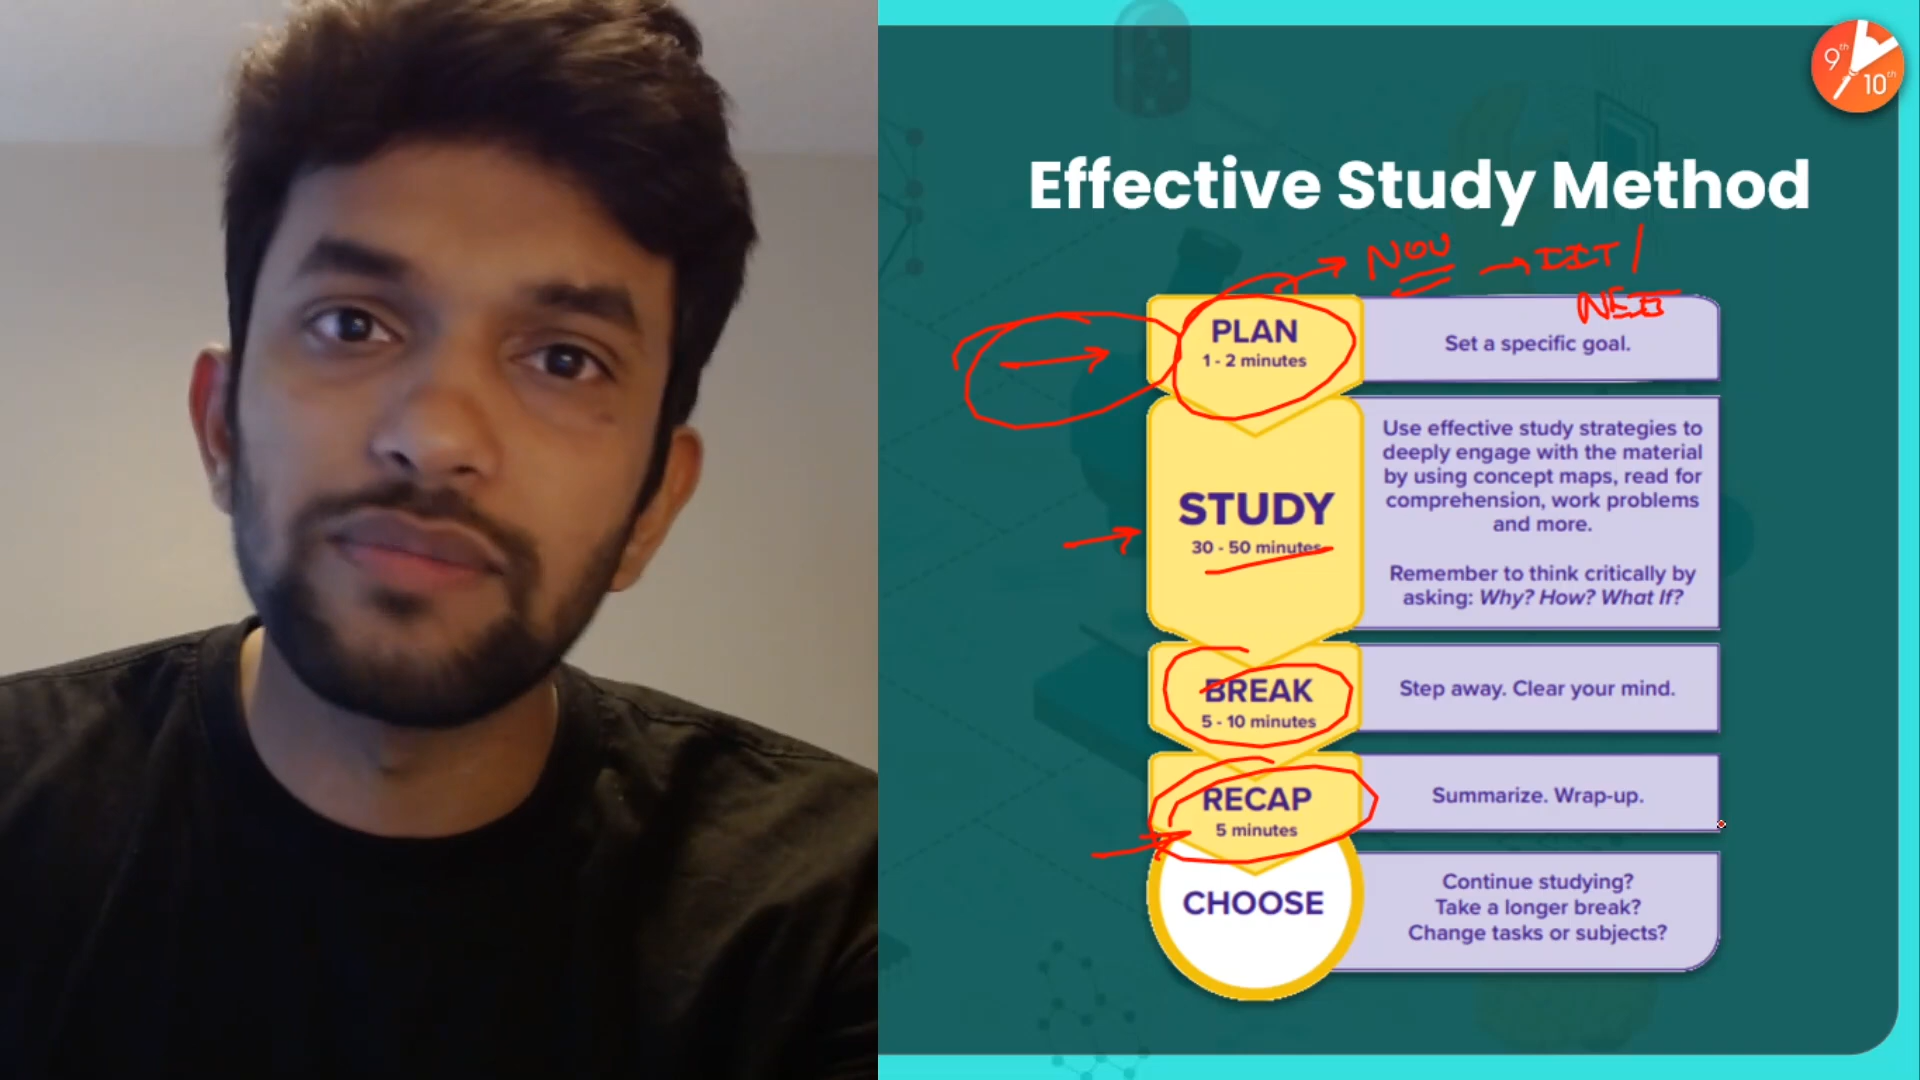 9th
10th
Effective Study Method
NOV → IIT /
NEET
PLAN
1 - 2 minutes
Set a specific goal.
STUDY
30 - 50 minutes
Use effective study strategies to
deeply engage with the material
by using concept maps, read for
comprehension, work problems
and more.
Remember to think critically by
asking: Why? How? What If?
BREAK
5 - 10 minutes
Step away. Clear your mind.
RECAP
5 minutes
Summarize. Wrap-up.
CHOOSE
Continue studying?
Take a longer break?
Change tasks or subjects?